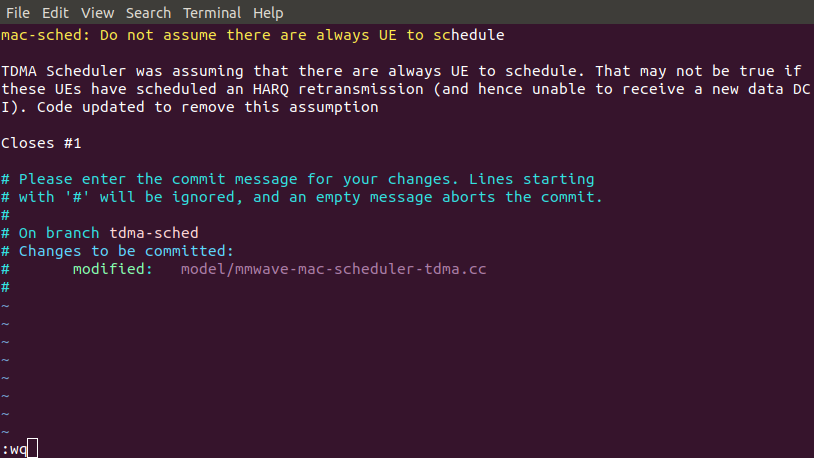 File Edit View Search Terminal Help
mac-sched: Do not assume there are always UE to schedule
TDMA Scheduler was assuming that there are always UE to schedule. That may not be true if
these UEs have scheduled an HARQ retransmission (and hence unable to receive a new data DC
I). Code updated to remove this assumption
Closes #1
# Please enter the commit message for your changes. Lines starting
# with '#' will be ignored, and an empty message aborts the commit.
#
# On branch tdma-sched
# Changes to be committed:
#       modified:   model/mmwave-mac-scheduler-tdma.cc
#
~
~
~
~
~
~
~
~
:wq